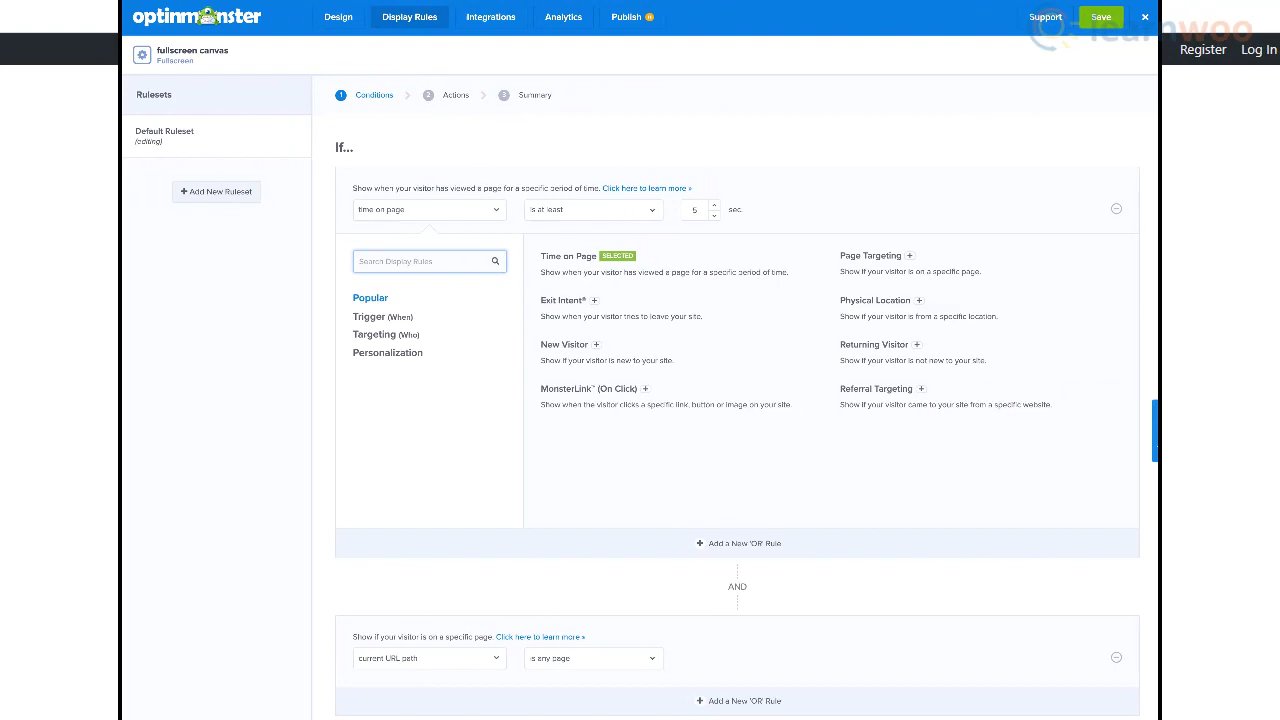 optinmonster
Design
Display Rules
Integrations
Analytics
Publish
Support
Save
×
learnwoo
Register
Log In
fullscreen canvas
Fullscreen
Rulesets
1 Conditions
2 Actions
3 Summary
Default Ruleset
(editing)
+ Add New Ruleset
If...
Show when your visitor has viewed a page for a specific period of time. Click here to learn more »
time on page
is at least
5
sec.
Search Display Rules
Popular
Trigger (When)
Targeting (Who)
Personalization
Time on Page SELECTED
Show when your visitor has viewed a page for a specific period of time.
Exit Intent® +
Show when your visitor tries to leave your site.
New Visitor +
Show if your visitor is new to your site.
MonsterLink™ (On Click) +
Show when the visitor clicks a specific link, button or image on your site.
Page Targeting +
Show if your visitor is on a specific page.
Physical Location +
Show if your visitor is from a specific location.
Returning Visitor +
Show if your visitor is not new to your site.
Referral Targeting +
Show if your visitor came to your site from a specific website.
+ Add a New 'OR' Rule
AND
Show if your visitor is on a specific page. Click here to learn more »
current URL path
is any page
+ Add a New 'OR' Rule